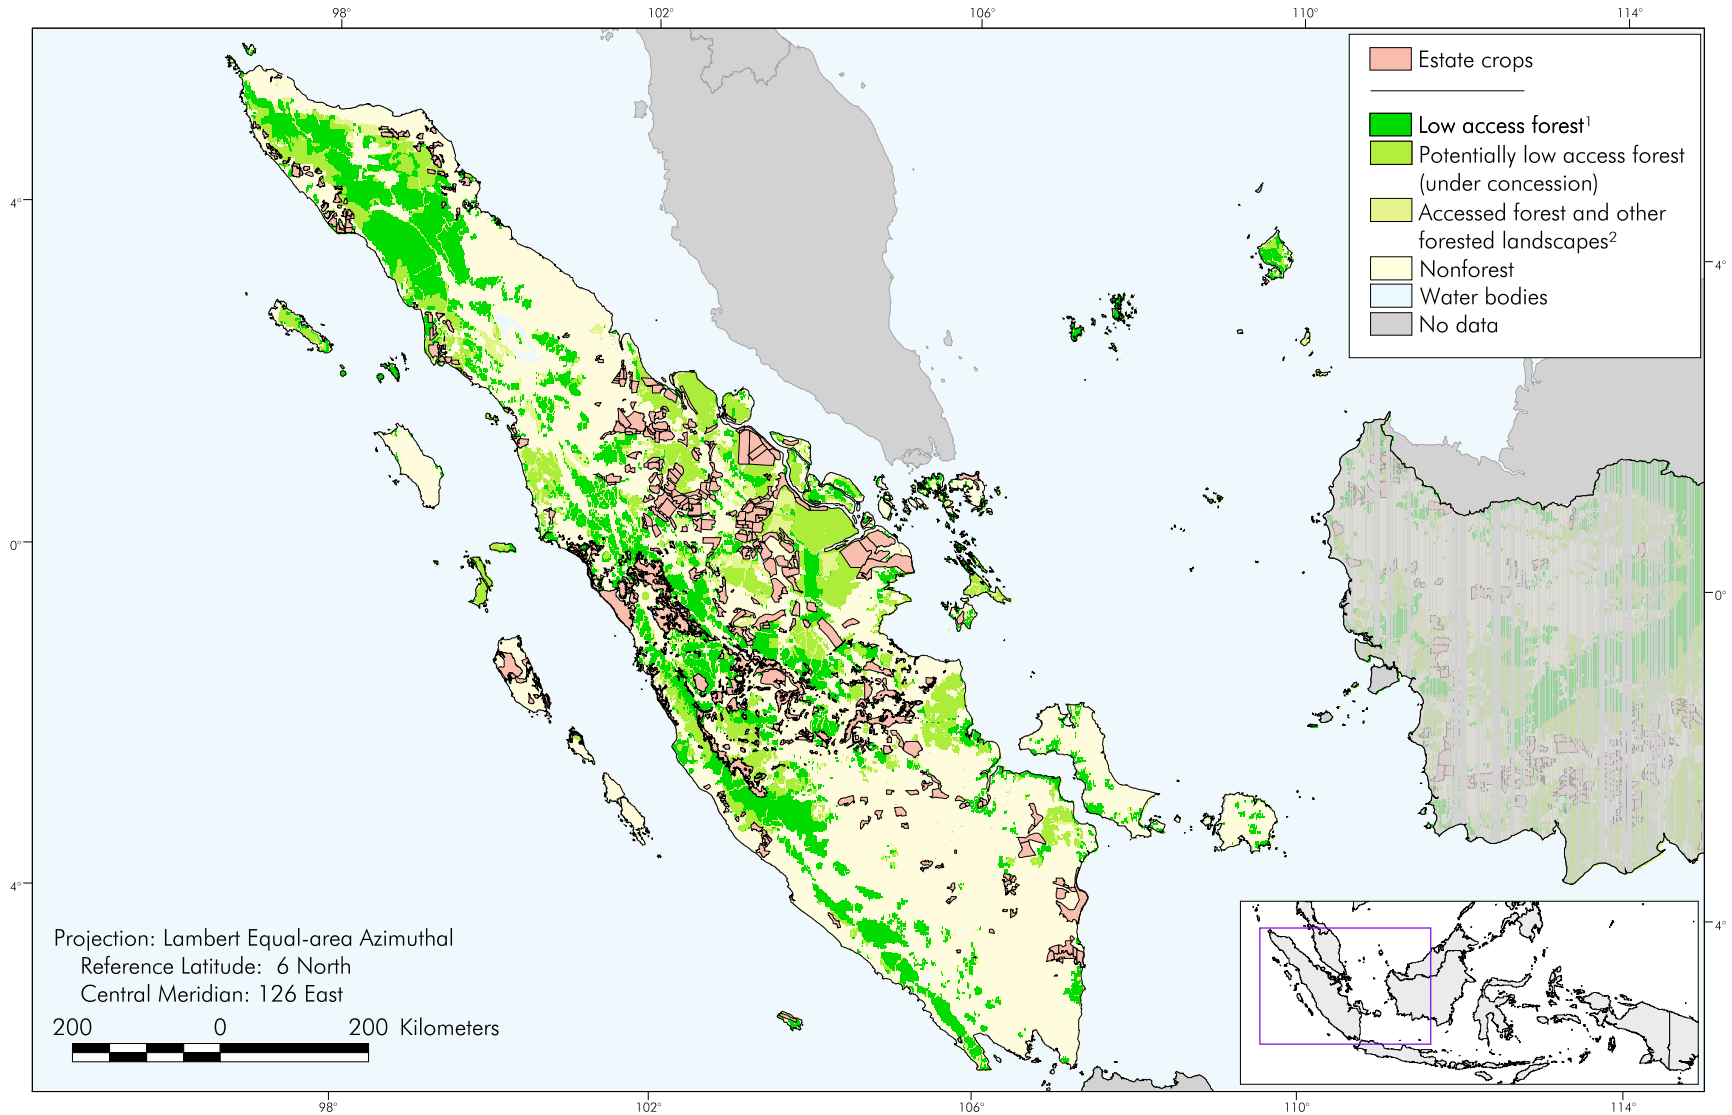 98°
102°
106°
110°
114°
Estate crops
Low access forest1
Potentially low access forest
(under concession)
Accessed forest and other
forested landscapes2
Nonforest
Water bodies
No data
4°
4°
0°
0°
4°
4°
Projection: Lambert Equal-area Azimuthal
Reference Latitude: 6 North
Central Meridian: 126 East
200 0 200 Kilometers
98°
102°
106°
110°
114°